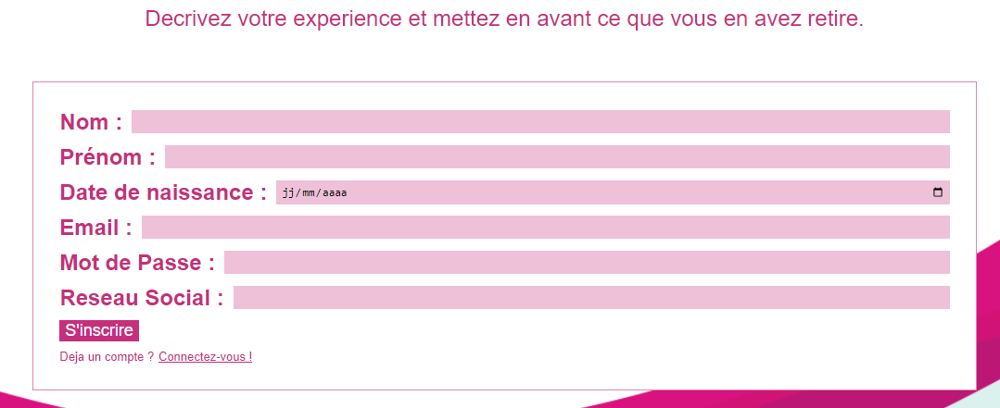 Decrivez votre experience et mettez en avant ce que vous en avez retire.
Nom :
Prénom :
Date de naissance : jj/mm/aaaa
Email :
Mot de Passe :
Reseau Social :
S'inscrire
Deja un compte ? Connectez-vous !